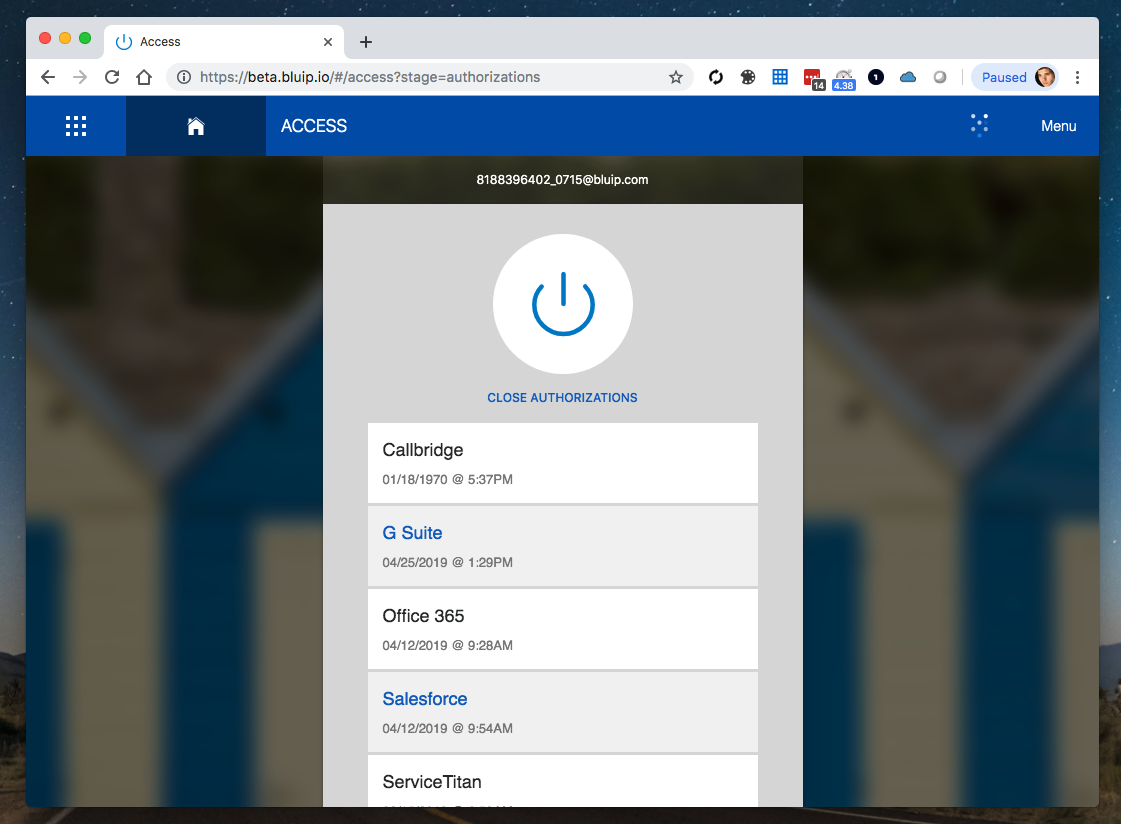 Access
https://beta.bluip.io/#/access?stage=authorizations
14
4.38
1
Paused
ACCESS
Menu
8188396402_0715@bluip.com
CLOSE AUTHORIZATIONS
Callbridge
01/18/1970 @ 5:37PM
G Suite
04/25/2019 @ 1:29PM
Office 365
04/12/2019 @ 9:28AM
Salesforce
04/12/2019 @ 9:54AM
ServiceTitan